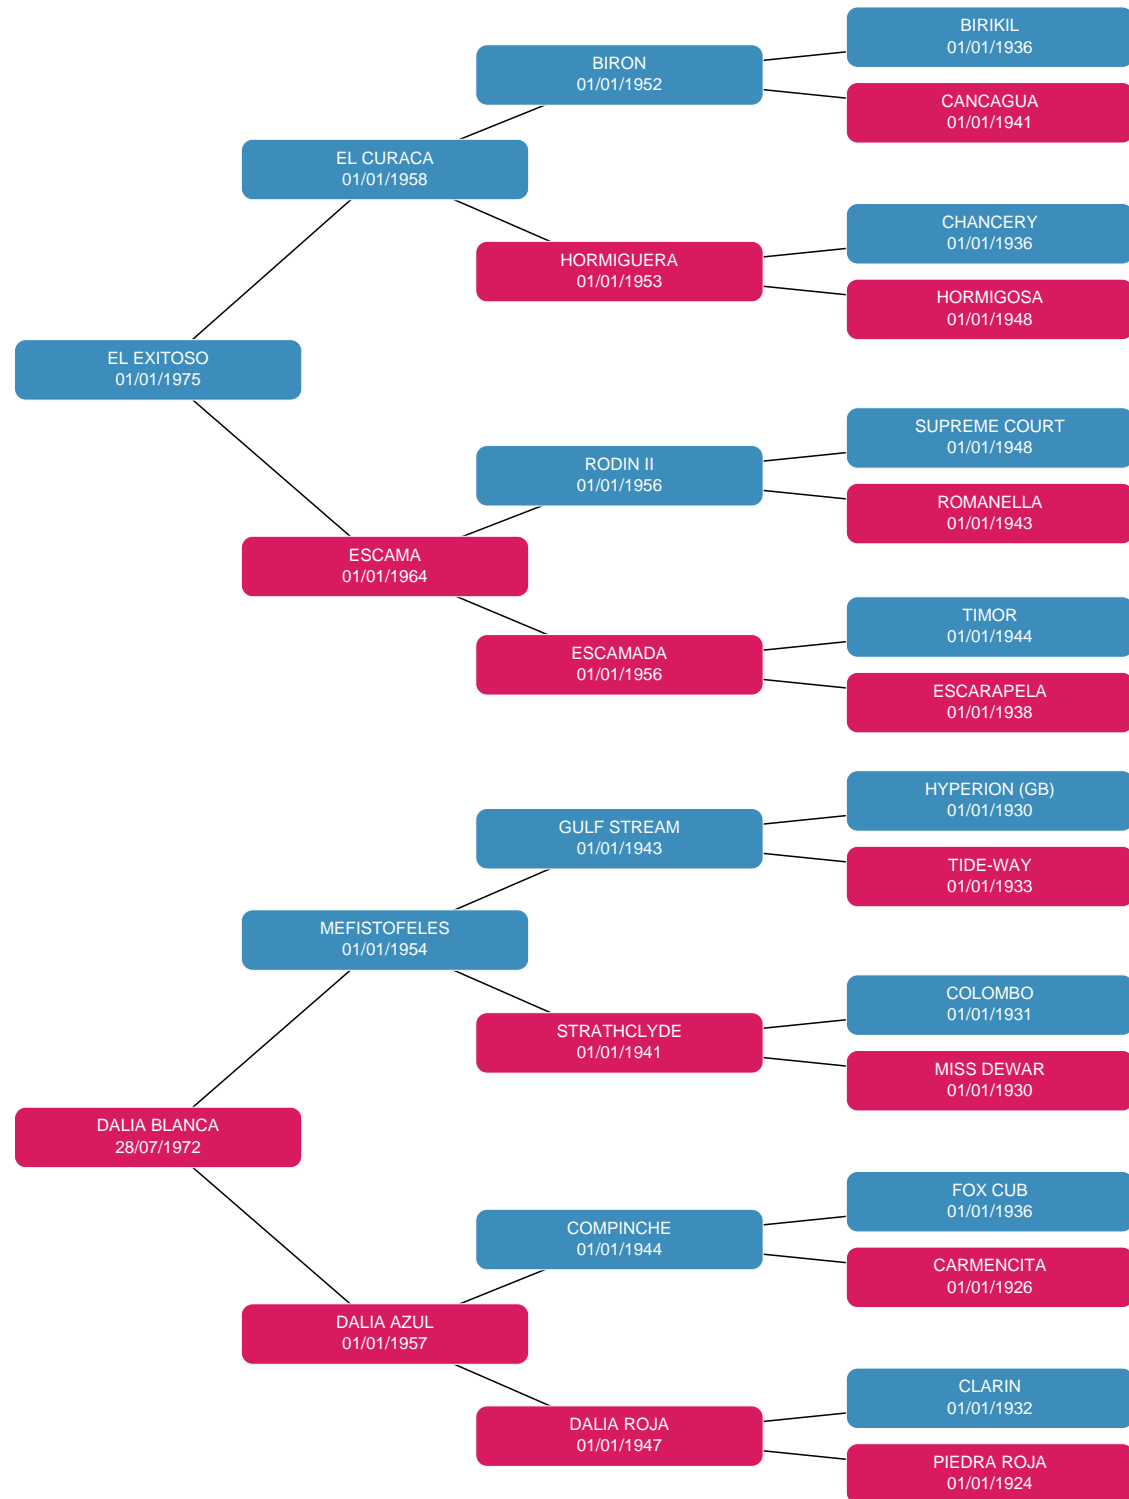 BIRIKIL
01/01/1936
BIRON
01/01/1952
CANCAGUA
01/01/1941
EL CURACA
01/01/1958
CHANCERY
01/01/1936
HORMIGUERA
01/01/1953
HORMIGOSA
01/01/1948
EL EXITOSO
01/01/1975
SUPREME COURT
01/01/1948
RODIN II
01/01/1956
ROMANELLA
01/01/1943
ESCAMA
01/01/1964
TIMOR
01/01/1944
ESCAMADA
01/01/1956
ESCARAPELA
01/01/1938
HYPERION (GB)
01/01/1930
GULF STREAM
01/01/1943
TIDE-WAY
01/01/1933
MEFISTOFELES
01/01/1954
COLOMBO
01/01/1931
STRATHCLYDE
01/01/1941
MISS DEWAR
01/01/1930
DALIA BLANCA
28/07/1972
FOX CUB
01/01/1936
COMPINCHE
01/01/1944
CARMENCITA
01/01/1926
DALIA AZUL
01/01/1957
CLARIN
01/01/1932
DALIA ROJA
01/01/1947
PIEDRA ROJA
01/01/1924